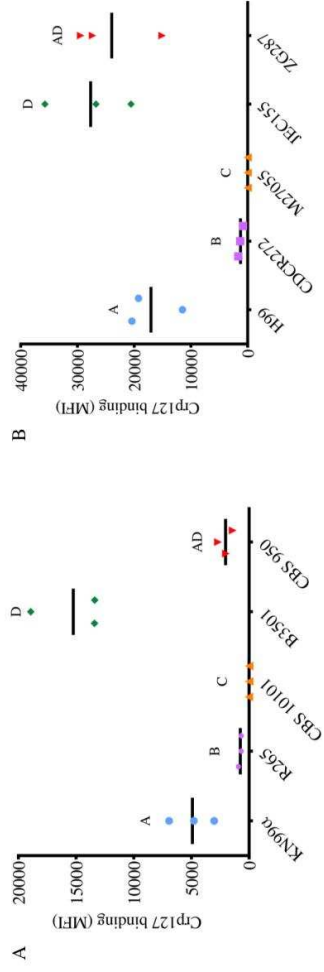 A
Crp127 binding (MFI)
20000
15000
10000
5000
0
A
B
C
D
AD
KN99α
R265
CBS 10101
B3501
CBS 950
B
Crp127 binding (MFI)
40000
30000
20000
10000
0
A
B
C
D
AD
H99
CDCR272
M27055
JEC155
ZG287